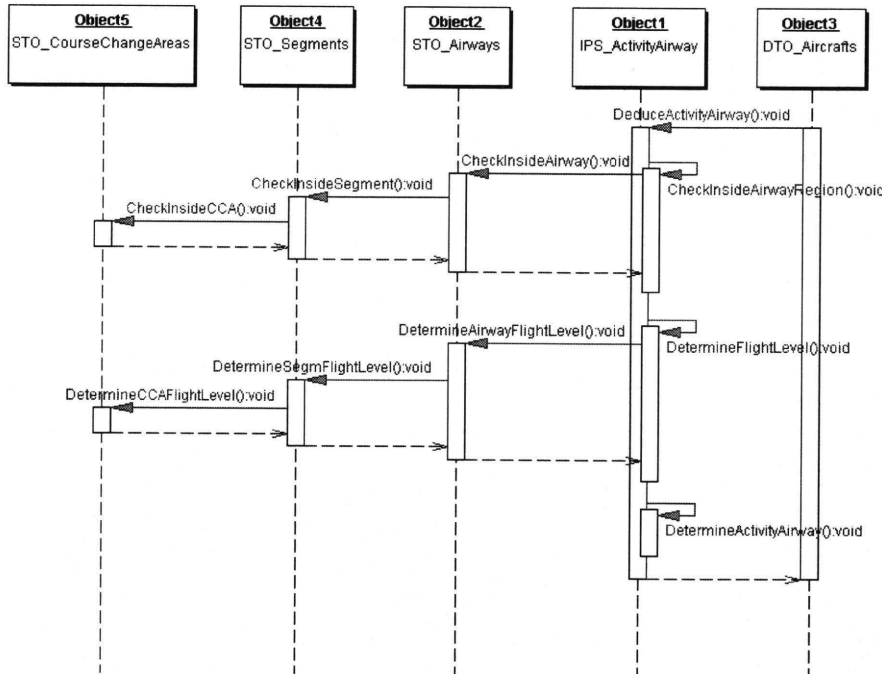 Object5
STO_CourseChangeAreas
Object4
STO_Segments
Object2
STO_Airways
Object1
IPS_ActivityAirway
Object3
DTO_Aircrafts
DeduceActivityAirway():void
CheckInsideAirway():void
CheckInsideAirwayRegion():void
CheckInsideSegment():void
CheckInsideCCA():void
DetermineAirwayFlightLevel():void
DetermineFlightLevel():void
DetermineSegmFlightLevel():void
DetermineCCAFlightLevel():void
DetermineActivityAirway():void